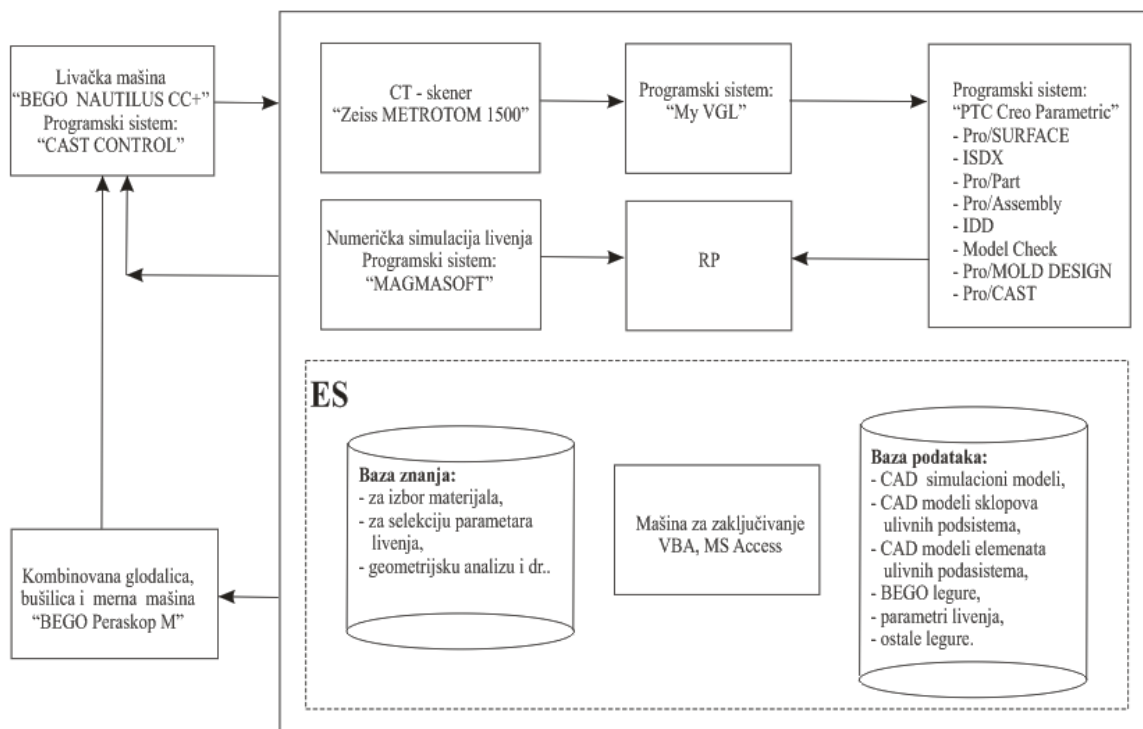 Livačka mašina
“BEGO NAUTILUS CC+”
Programski sistem:
“CAST CONTROL”
CT - skener
“Zeiss METROTOM 1500”
Programski sistem:
“My VGL”
Programski sistem:
“PTC Creo Parametric”
- Pro/SURFACE
- ISDX
- Pro/Part
- Pro/Assembly
- IDD
- Model Check
- Pro/MOLD DESIGN
- Pro/CAST
Numerička simulacija livenja
Programski sistem:
“MAGMASOFT”
RP
ES
Baza znanja:
- za izbor materijala,
- za selekciju parametara
livenja,
- geometrijsku analizu i dr..
Mašina za zaključivanje
VBA, MS Access
Baza podataka:
- CAD simulacioni modeli,
- CAD modeli sklopova
ulivnih podsistema,
- CAD modeli elemenata
ulivnih podasistema,
- BEGO legure,
- parametri livenja,
- ostale legure.
Kombinovana glodalica,
bušilica i merna mašina
“BEGO Peraskop M”